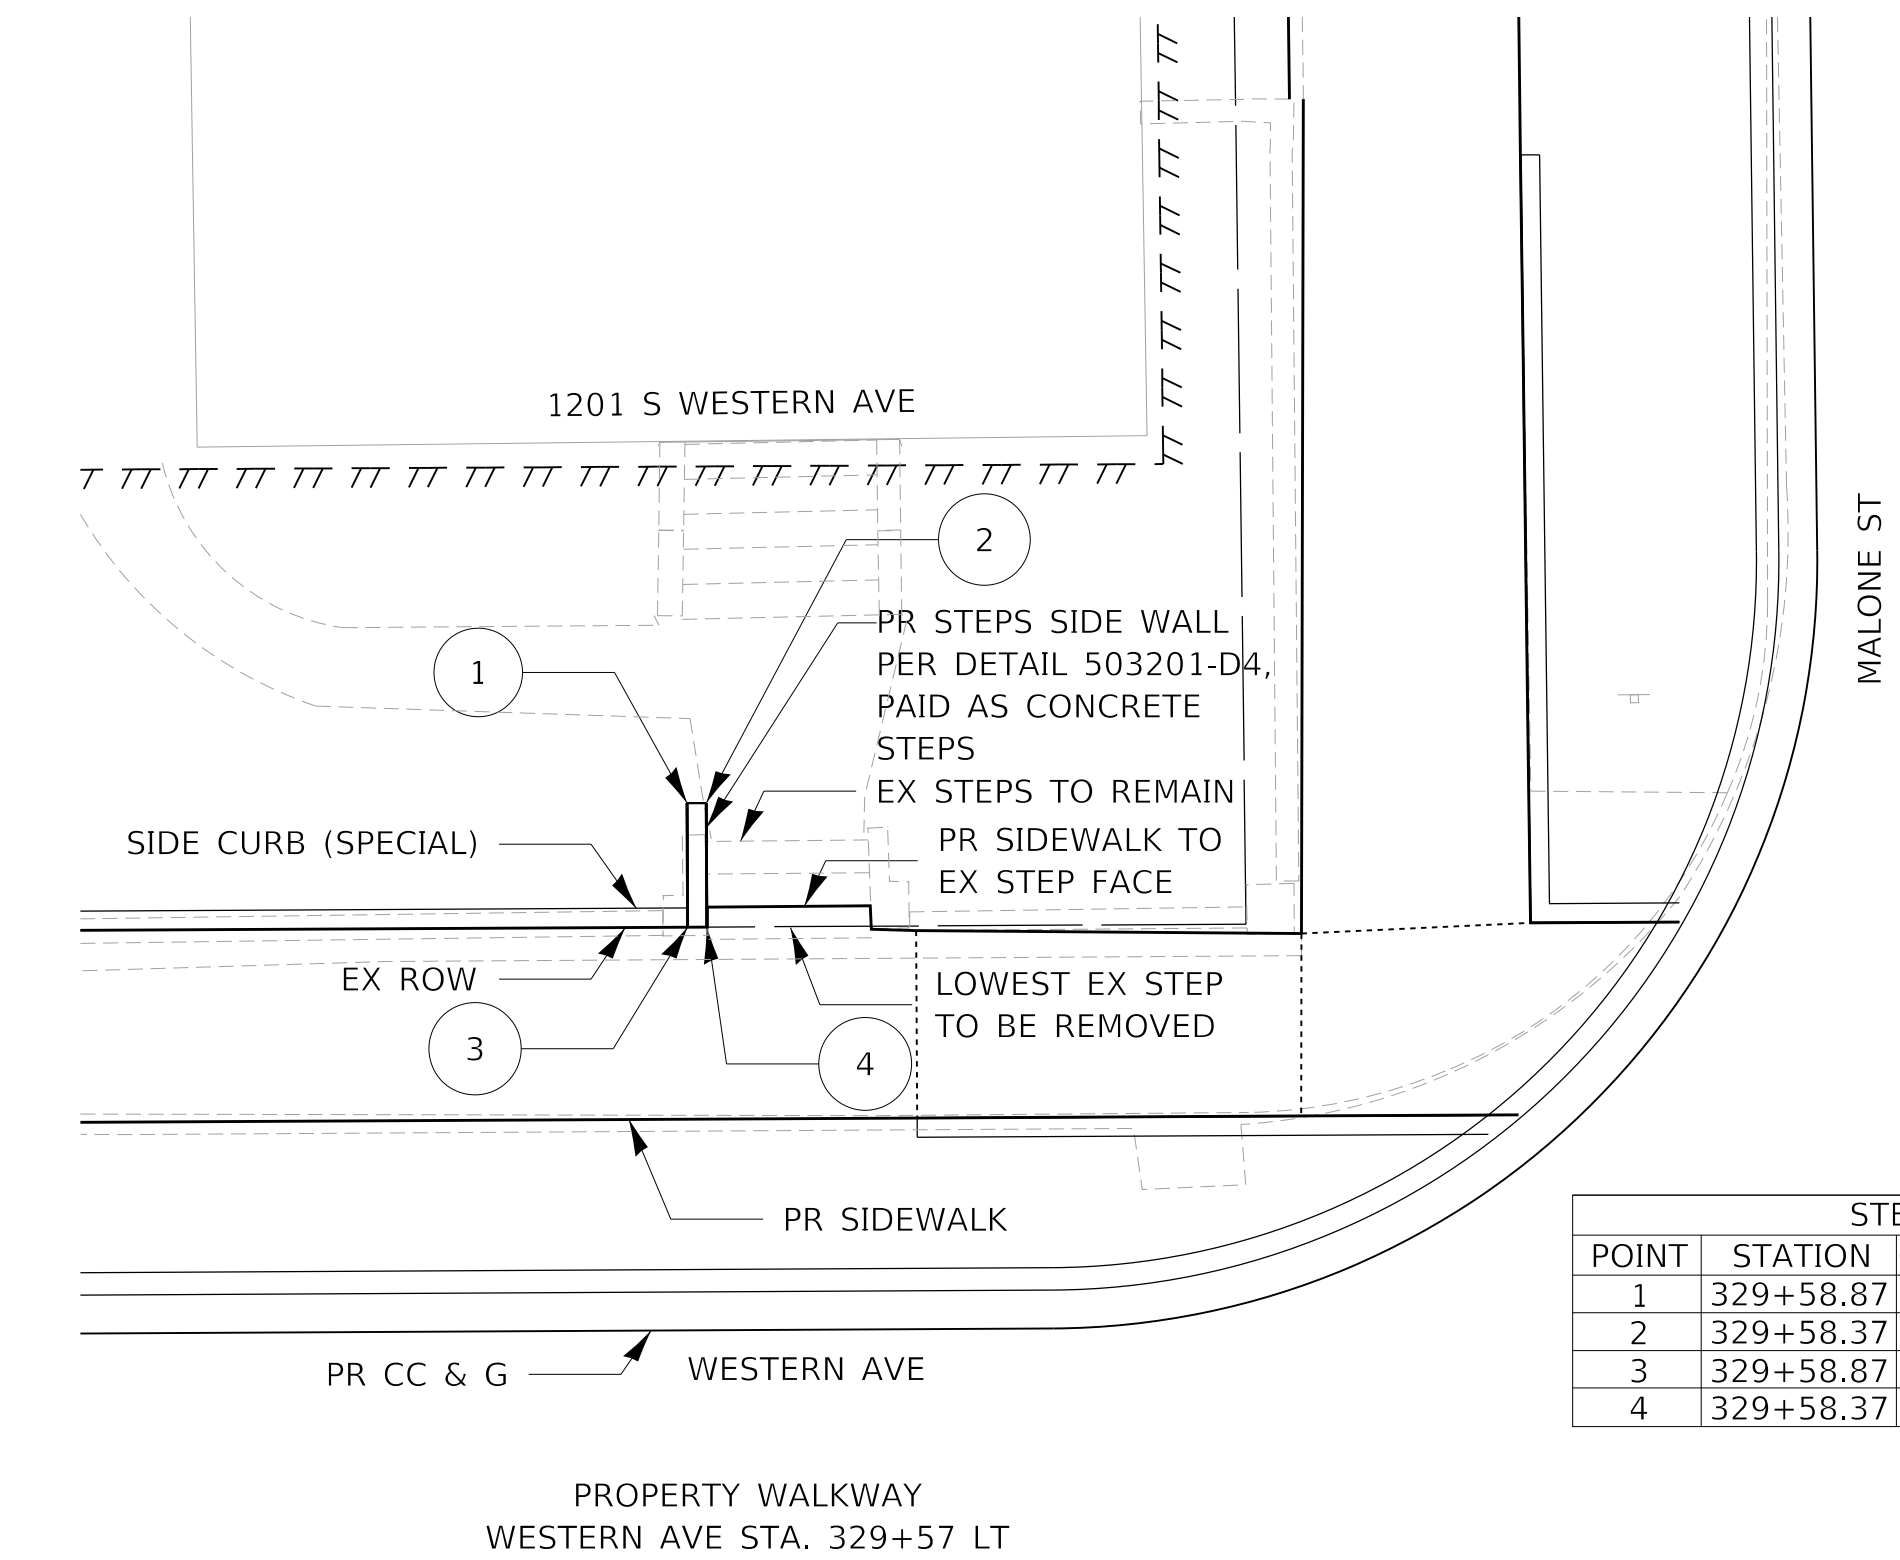 1201 S WESTERN AVE
2
PR STEPS SIDE WALL
PER DETAIL 503201-D4,
PAID AS CONCRETE
STEPS
1
EX STEPS TO REMAIN
SIDE CURB (SPECIAL)
PR SIDEWALK TO
EX STEP FACE
EX ROW
LOWEST EX STEP
TO BE REMOVED
3
4
MALONE ST
PR SIDEWALK
PR CC & G
WESTERN AVE
POINT STATION
1 329+58.87
2 329+58.37
3 329+58.87
4 329+58.37
PROPERTY WALKWAY
WESTERN AVE STA. 329+57 LT